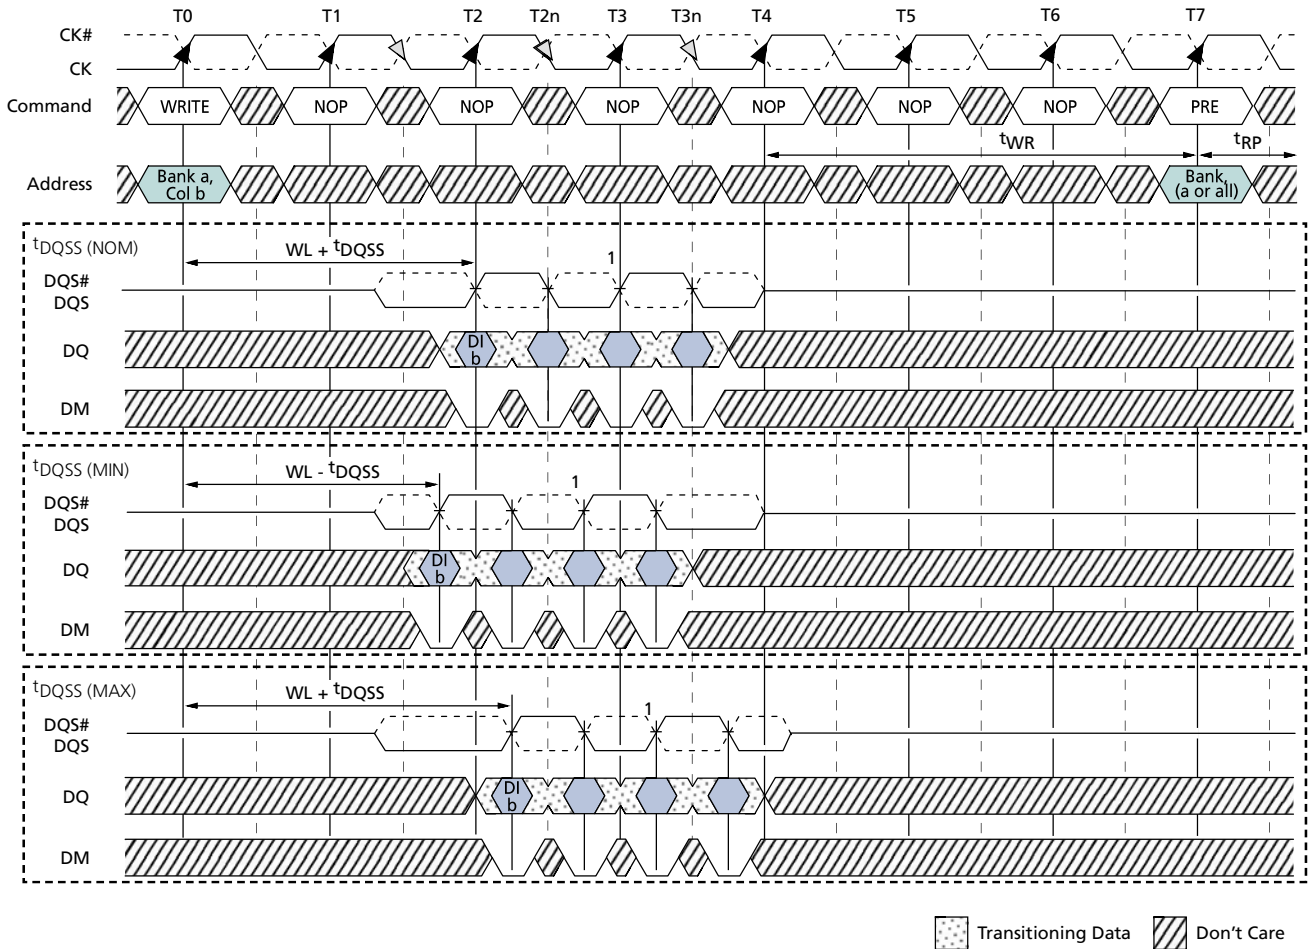 T0 T1 T2 T2n T3 T3n T4 T5 T6 T7
CK#
CK
Command WRITE NOP NOP NOP NOP NOP NOP PRE
tWR tRP
Address Bank a, Col b Bank, (a or all)
tDQSS (NOM)
WL + tDQSS
1
DQS#
DQS
DQ DI b
DM
tDQSS (MIN)
WL - tDQSS
1
DQS#
DQS
DQ DI b
DM
tDQSS (MAX)
WL + tDQSS
1
DQS#
DQS
DQ DI b
DM
Transitioning Data Don't Care